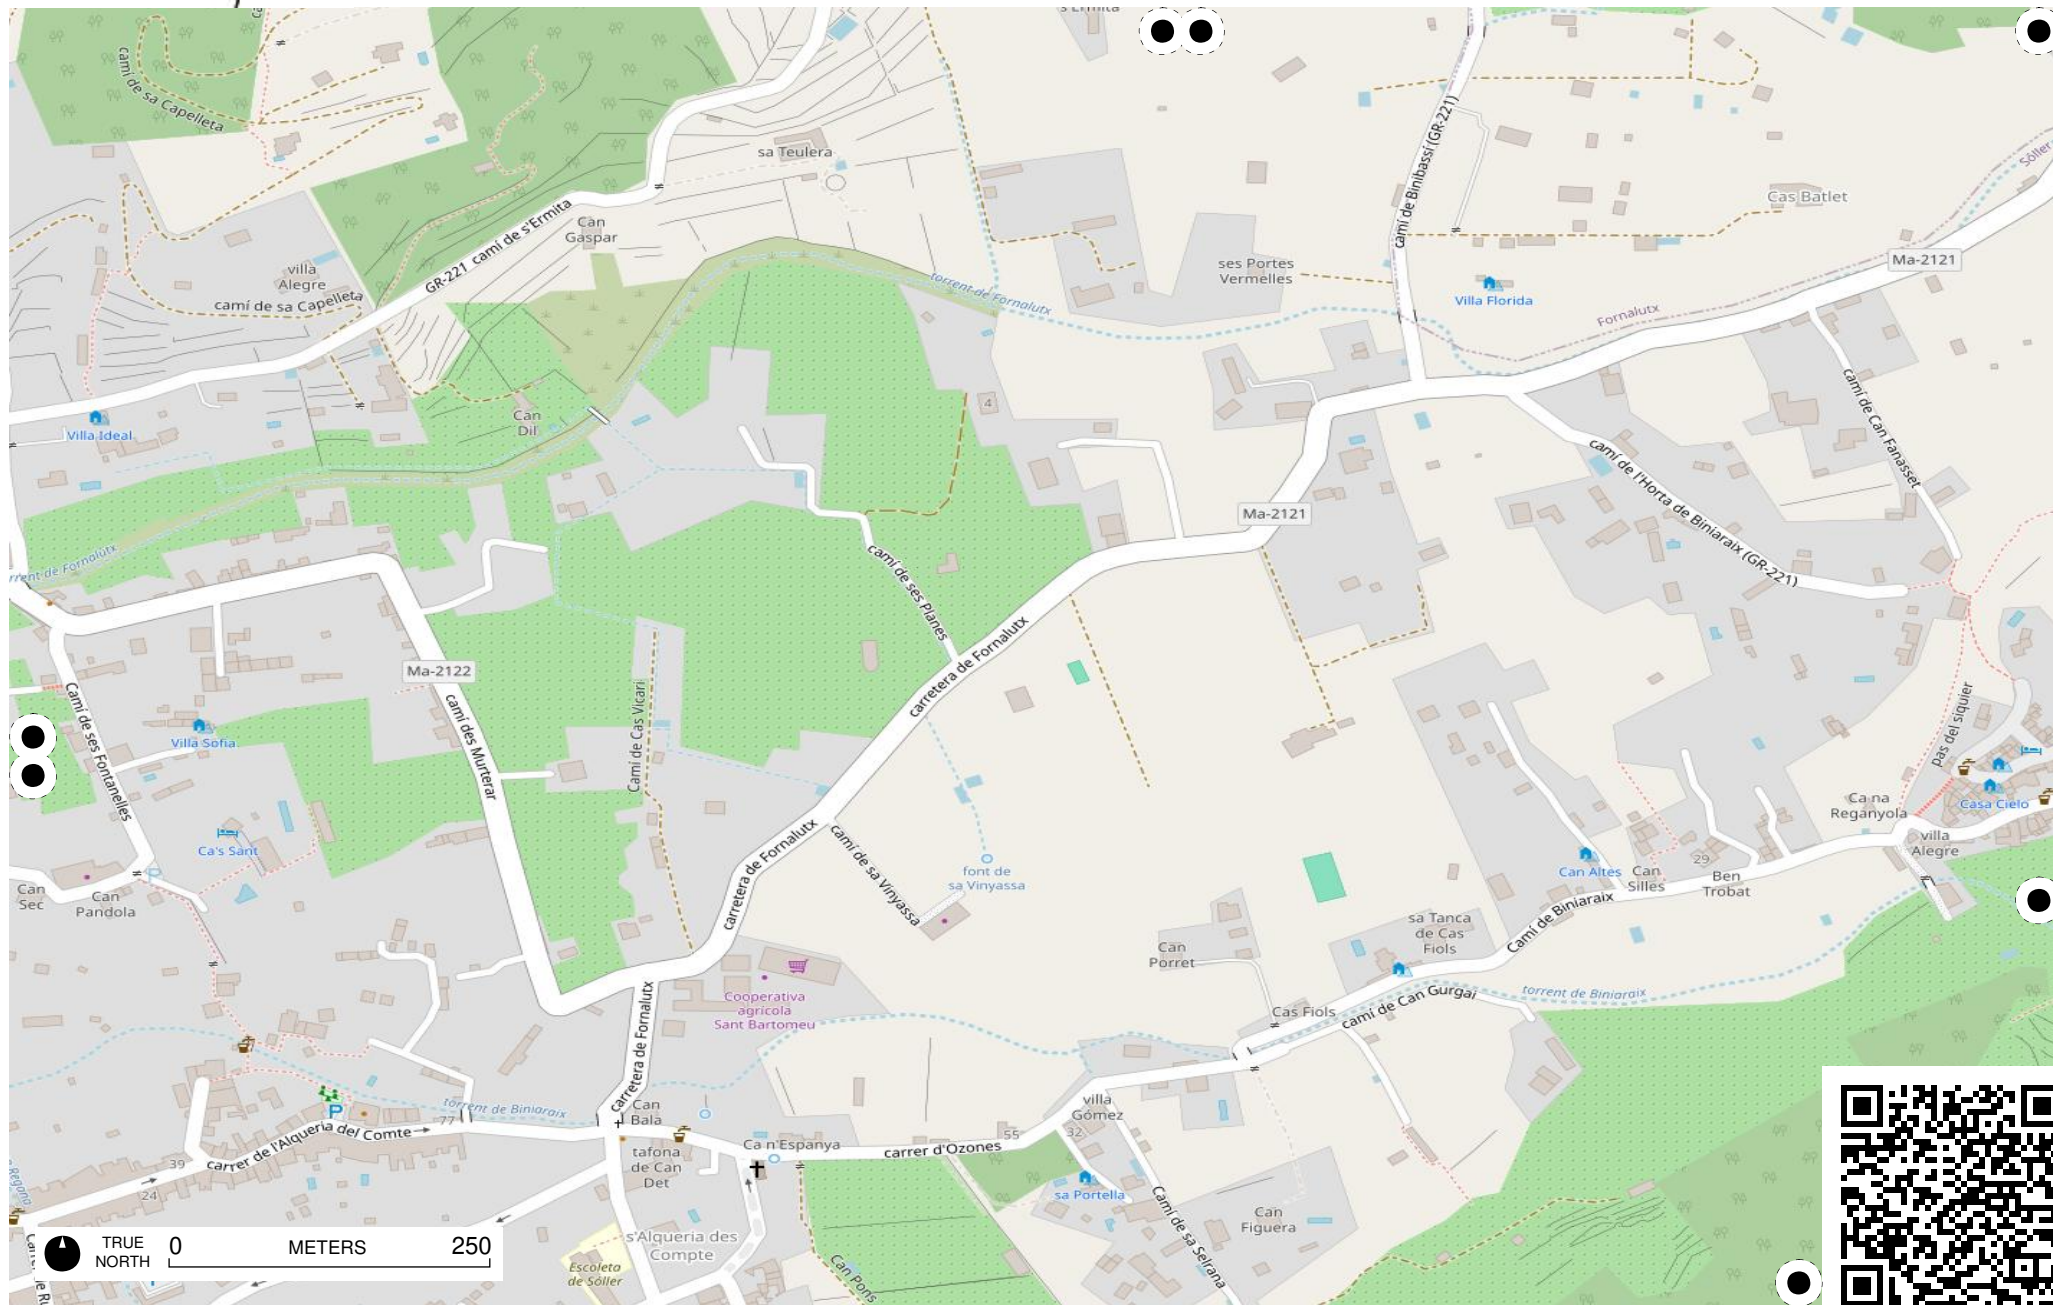 s'Ermita
camí de sa Capelleta
sa Teulera
camí de Binibassí (GR-221)
Sóller
Cas Batlet
GR-221 camí de s'Ermita
Can
Gaspar
villa
Alegre
camí de sa Capelleta
torrent de Fornalutx
ses Portes
Vermelles
Ma-2121
Villa Florida
Fornalutx
camí de Can Fanasset
Villa Ideal
Can
Dil
4
camí de l'Horta de Biniaraix (GR-221)
Ma-2121
torrent de Fornalutx
camí de ses Planes
carretera de Fornalutx
Ma-2122
camí des Murterar
Camí de Cas Vicari
Camí de ses Fontanelles
Villa Sofia
pas del siquier
Ca na
Reganyola
Casa Cielo
villa
Alegre
Ca's Sant
carretera de Fornalutx
camí de sa Vinyassa
font de
sa Vinyassa
Can
Sec
Can
Pandola
Can Altes
Can
Silles
29
Ben
Trobat
Camí de Biniaraix
sa Tanca
de Cas
Fiols
Can
Porret
Cooperativa
agrícola
Sant Bartomeu
torrent de Biniaraix
camí de Can Gurgai
Cas Fiols
Carretera de Fornalutx
P
torrent de Biniaraix
77
carrer de l'Alqueria del Comte
39
24
Can
Bala
tafona
de Can
Det
Ca n'Espanya
carrer d'Ozones
55
villa
Gómez
32
sa Portella
Camí de sa Selrana
Can
Figuera
s'Alqueria des
Compte
Escoleta
de Sóller
Can Pons
TRUE
NORTH
0 METERS 250